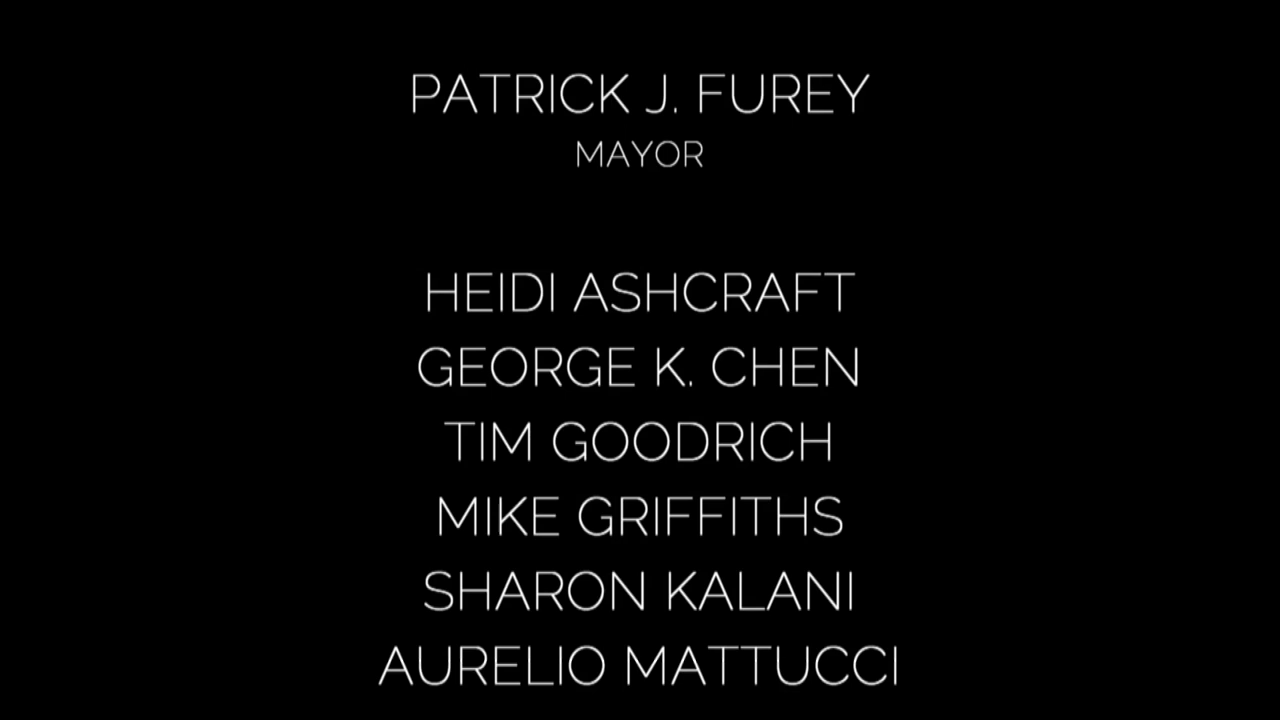 PATRICK J. FUREY
MAYOR
HEIDI ASHCRAFT
GEORGE K. CHEN
TIM GOODRICH
MIKE GRIFFITHS
SHARON KALANI
AURELIO MATTUCCI